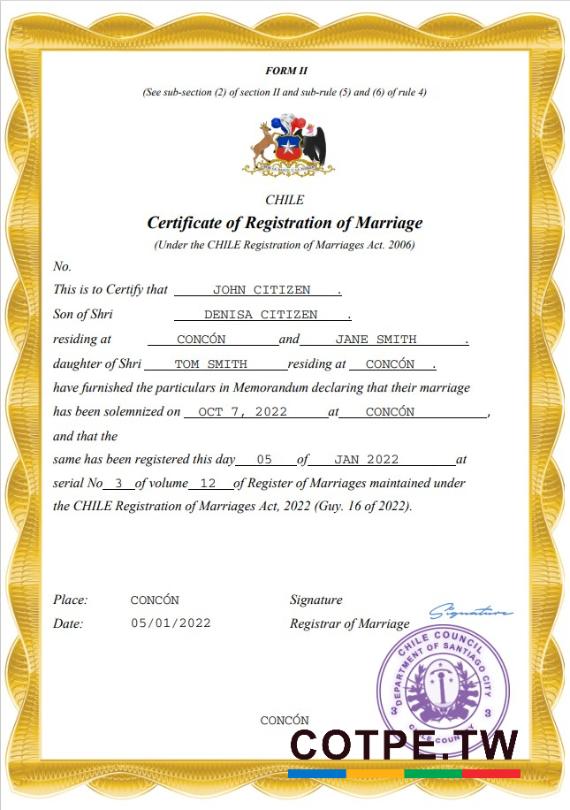 FORM II
(See sub-section (2) of section II and sub-rule (5) and (6) of rule 4)
CHILE
Certificate of Registration of Marriage
(Under the CHILE Registration of Marriages Act. 2006)
No.
This is to Certify that JOHN CITIZEN .
Son of Shri DENISA CITIZEN .
residing at CONCÓN and JANE SMITH .
daughter of Shri TOM SMITH residing at CONCÓN .
have furnished the particulars in Memorandum declaring that their marriage
has been solemnized on OCT 7, 2022 at CONCÓN ,
and that the
same has been registered this day 05 of JAN 2022 at
serial No 3 of volume 12 of Register of Marriages maintained under
the CHILE Registration of Marriages Act, 2022 (Guy. 16 of 2022).
Place: CONCÓN Signature Signature
Date: 05/01/2022 Registrar of Marriage
CHILE COUNCIL
DEPARTMENT OF SANTIAGO CITY
3 3
CHILE COUNTY
CONCÓN
COTPE.TW